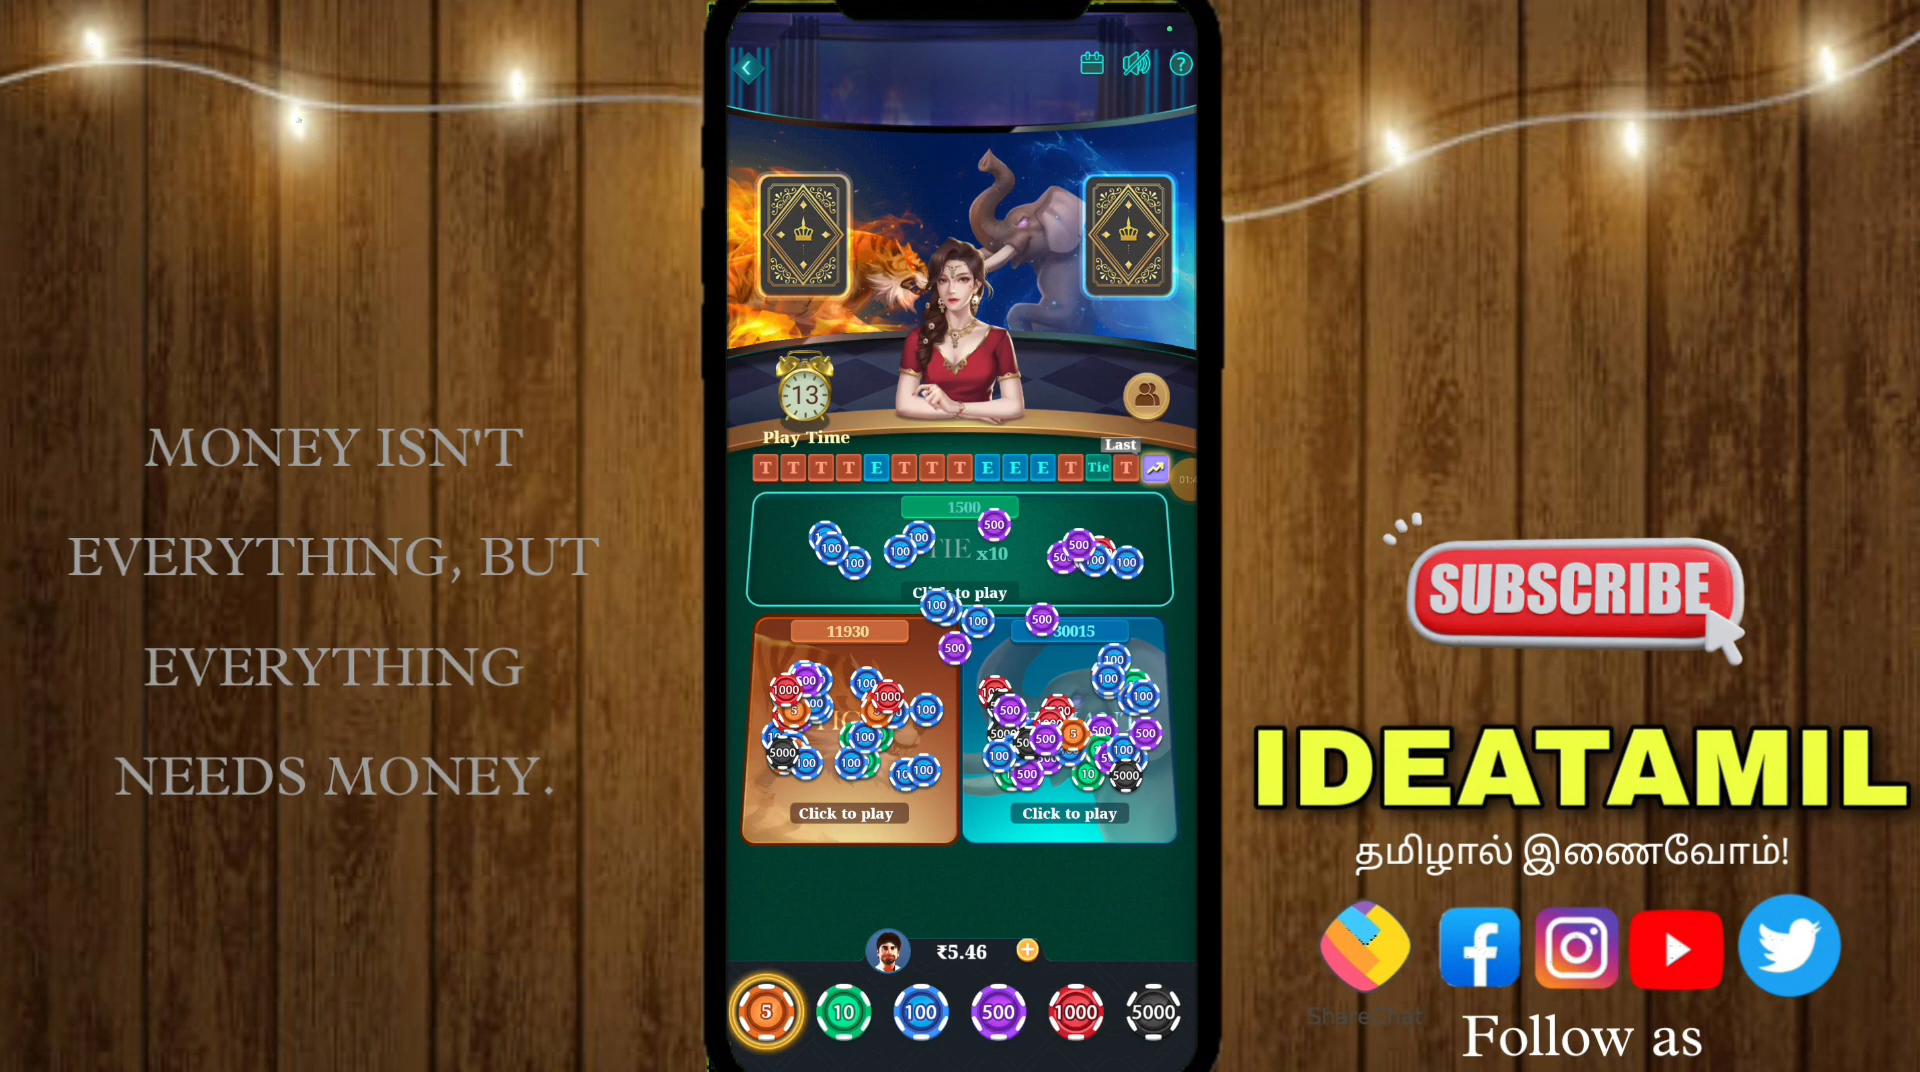 MONEY ISN'T
EVERYTHING, BUT
EVERYTHING
NEEDS MONEY.
13
Play Time
Last
T T T T E T T T E E E T Tie T
1500
TIE x10
Click to play
11930
30015
Click to play
Click to play
₹5.46
5 10 100 500 1000 5000
SUBSCRIBE
IDEATAMIL
தமிழால் இணைவோம்!
ShareChat
Follow as